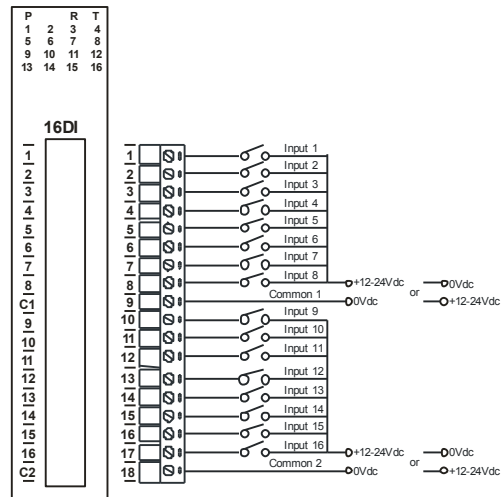 P R T
1 2 3 4
5 6 7 8
9 10 11 12
13 14 15 16
16DI
1 1 Input 1
2 2 Input 2
3 3 Input 3
4 4 Input 4
5 5 Input 5
6 6 Input 6
7 7 Input 7
8 8 Input 8 +12-24Vdc or 0Vdc
C1 9 Common 1 0Vdc +12-24Vdc
9 10 Input 9
10 11 Input 10
11 12 Input 11
12 13 Input 12
13 14 Input 13
14 15 Input 14
15 16 Input 15
16 17 Input 16 +12-24Vdc or 0Vdc
C2 18 Common 2 0Vdc +12-24Vdc